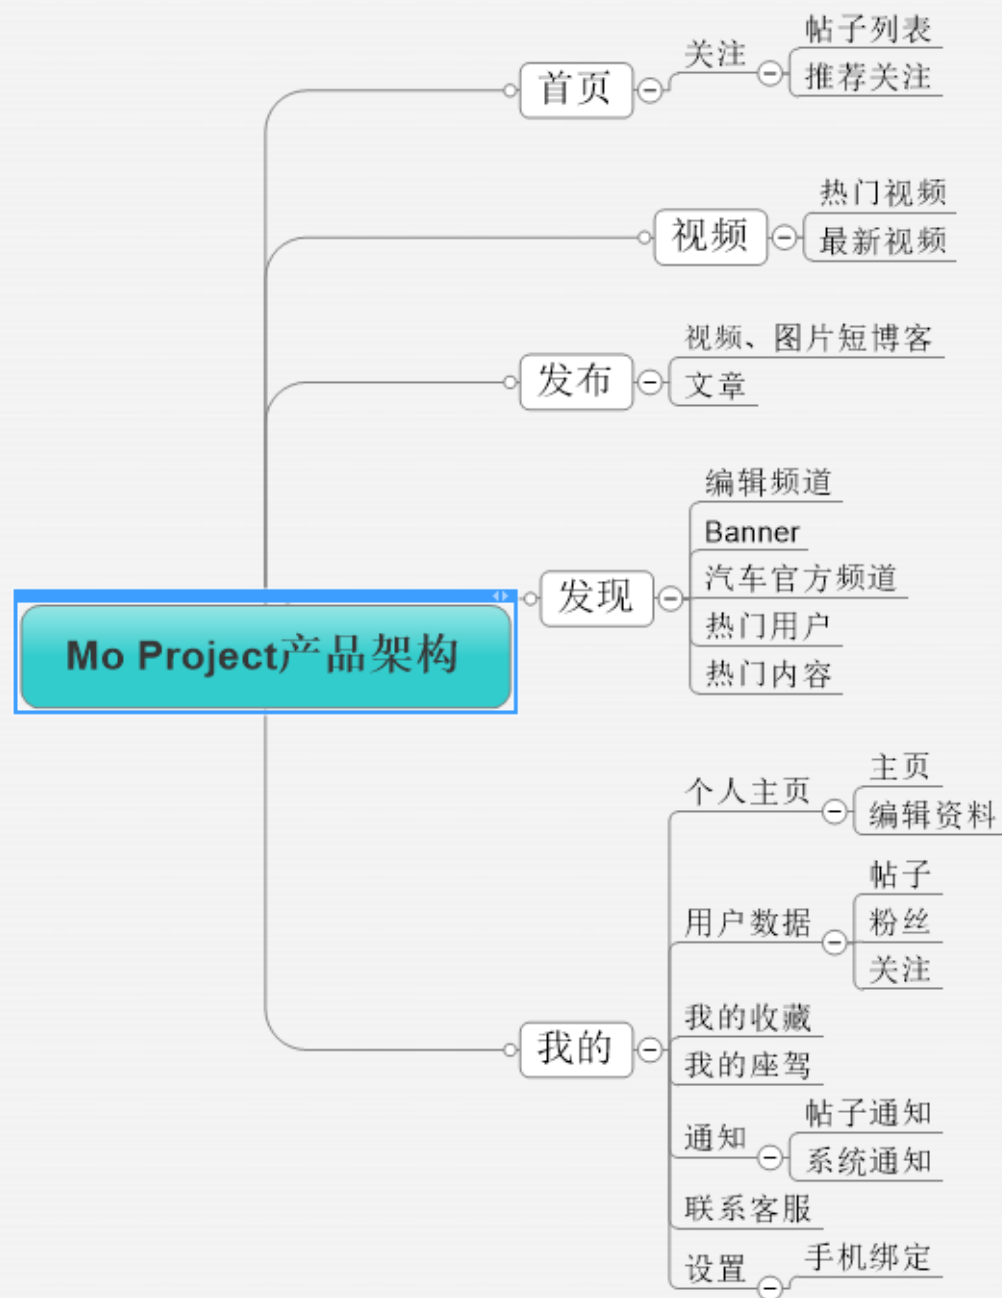 帖子列表
关注
推荐关注
首页
热门视频
视频
最新视频
视频、图片短博客
发布
文章
编辑频道
Banner
汽车官方频道
发现
热门用户
热门内容
Mo Project产品架构
主页
个人主页
编辑资料
帖子
用户数据
粉丝
关注
我的收藏
我的
我的座驾
帖子通知
通知
系统通知
联系客服
手机绑定
设置